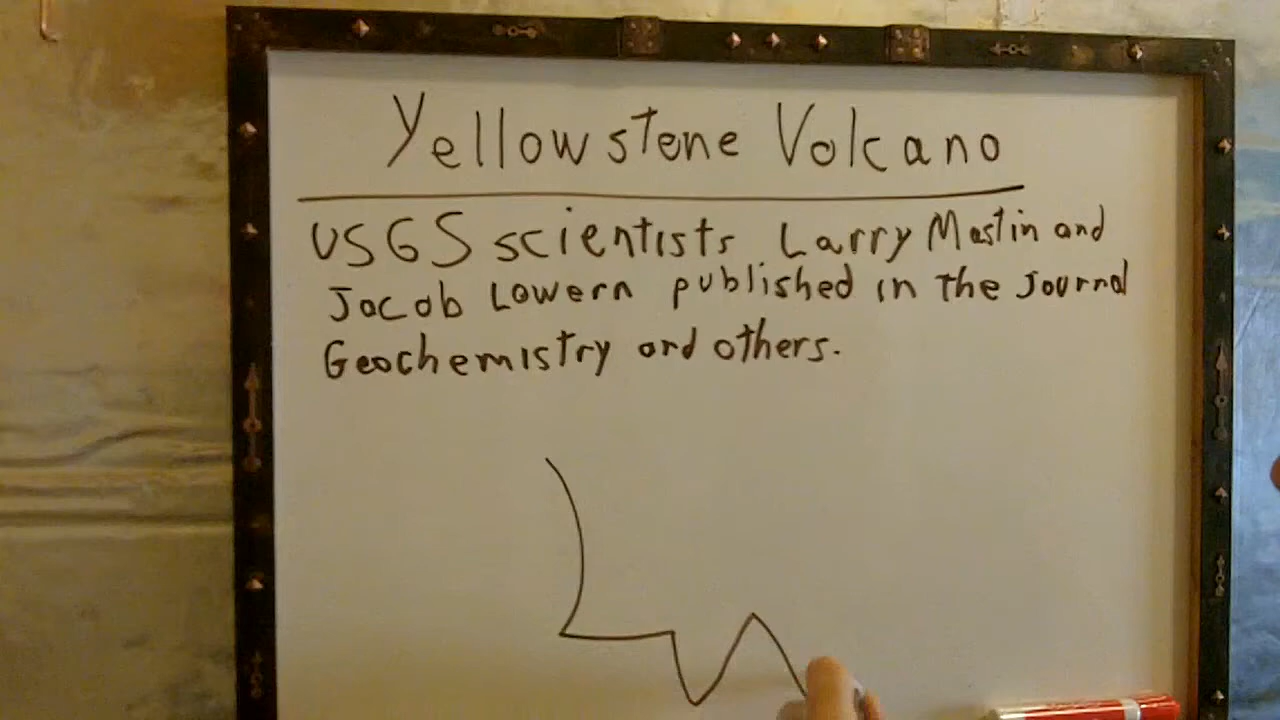 Yellowstone Volcano
USGS scientists Larry Mastin and
Jacob Lowern published in the Journal
Geochemistry and others.